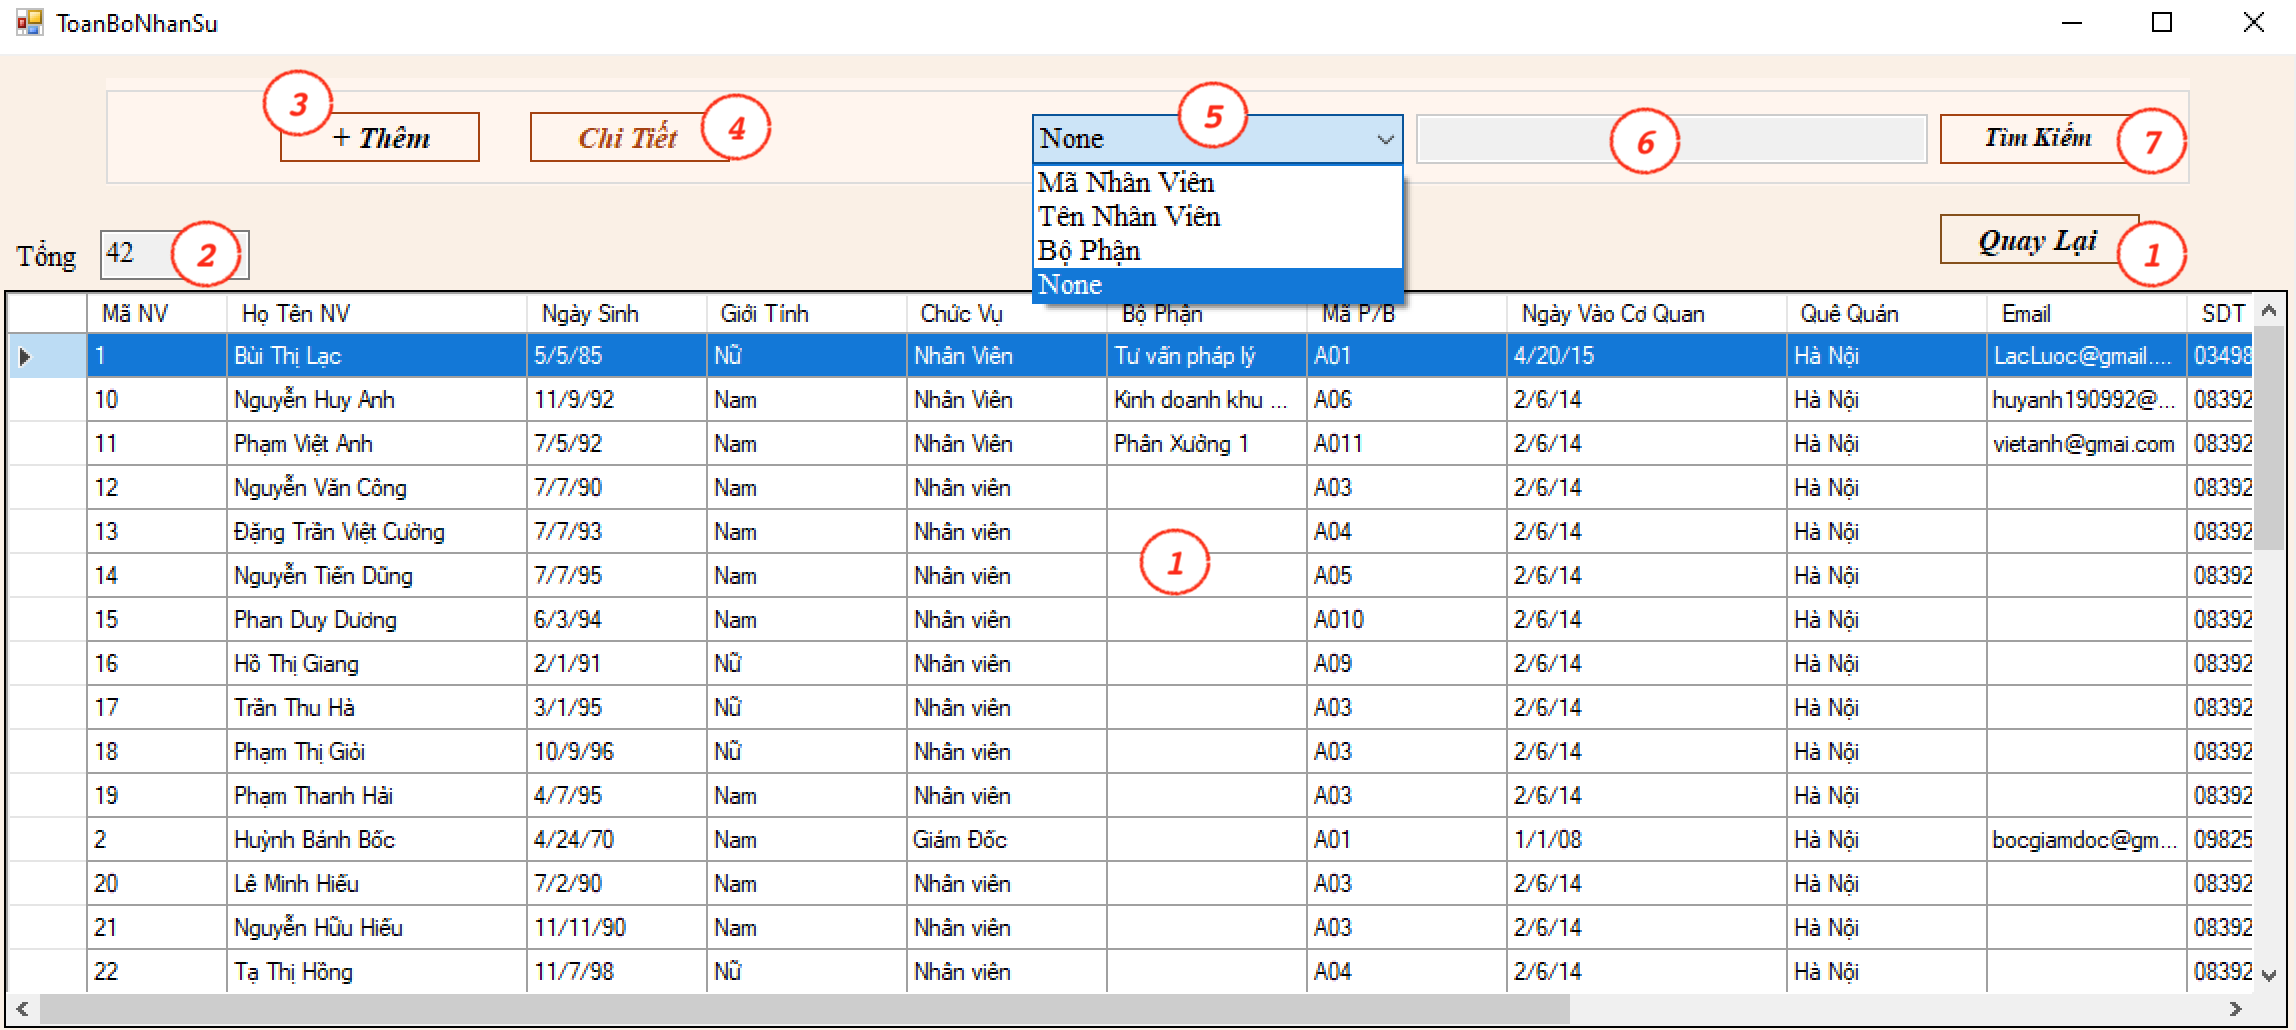 ToanBoNhanSu
3 + Thêm Chi Tiết 4 None 5 6 Tìm Kiếm 7
Mã Nhân Viên
Tên Nhân Viên
Bộ Phận
None
Quay Lại 1
Tổng 42 2
Mã NV Họ Tên NV Ngày Sinh Giới Tính Chức Vụ Bộ Phận Mã P/B Ngày Vào Cơ Quan Quê Quán Email SDT
1 Bùi Thị Lạc 5/5/85 Nữ Nhân Viên Tư vấn pháp lý A01 4/20/15 Hà Nội LacLuoc@gmail.... 03498
10 Nguyễn Huy Anh 11/9/92 Nam Nhân Viên Kinh doanh khu ... A06 2/6/14 Hà Nội huyanh190992@... 08392
11 Phạm Việt Anh 7/5/92 Nam Nhân Viên Phân Xưởng 1 A011 2/6/14 Hà Nội vietanh@gmai.com 08392
12 Nguyễn Văn Công 7/7/90 Nam Nhân viên A03 2/6/14 Hà Nội 08392
13 Đặng Trần Việt Cường 7/7/93 Nam Nhân viên A04 2/6/14 Hà Nội 08392
14 Nguyễn Tiến Dũng 7/7/95 Nam Nhân viên 1 A05 2/6/14 Hà Nội 08392
15 Phan Duy Dương 6/3/94 Nam Nhân viên A010 2/6/14 Hà Nội 08392
16 Hồ Thị Giang 2/1/91 Nữ Nhân viên A09 2/6/14 Hà Nội 08392
17 Trần Thu Hà 3/1/95 Nữ Nhân viên A03 2/6/14 Hà Nội 08392
18 Phạm Thị Giỏi 10/9/96 Nữ Nhân viên A03 2/6/14 Hà Nội 08392
19 Phạm Thanh Hải 4/7/95 Nam Nhân viên A03 2/6/14 Hà Nội 08392
2 Huỳnh Bánh Bốc 4/24/70 Nam Giám Đốc A01 1/1/08 Hà Nội bocgiamdoc@gm... 09825
20 Lê Minh Hiếu 7/2/90 Nam Nhân viên A03 2/6/14 Hà Nội 08392
21 Nguyễn Hữu Hiếu 11/11/90 Nam Nhân viên A03 2/6/14 Hà Nội 08392
22 Tạ Thị Hồng 11/7/98 Nữ Nhân viên A04 2/6/14 Hà Nội 08392